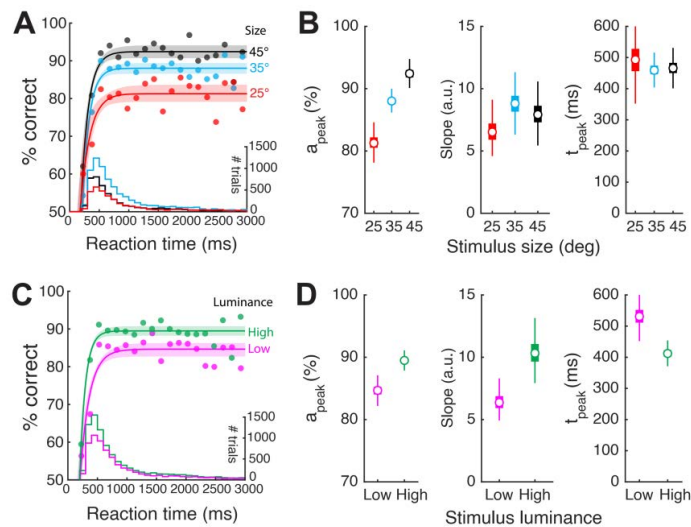 A
Size
100
90
80
70
60
50
% correct
45°
35°
25°
1500
1000
500
0
# trials
0 500 1000 1500 2000 2500 3000
Reaction time (ms)
B
100
90
80
70
a peak (%)
25 35 45
15
10
5
0
Slope (a.u.)
25 35 45
600
500
400
300
200
100
0
t peak (ms)
25 35 45
Stimulus size (deg)
C
Luminance
100
90
80
70
60
50
% correct
High
Low
1500
1000
500
0
# trials
0 500 1000 1500 2000 2500 3000
Reaction time (ms)
D
100
90
80
70
a peak (%)
Low High
15
10
5
0
Slope (a.u.)
Low High
600
500
400
300
200
100
0
t peak (ms)
Low High
Stimulus luminance